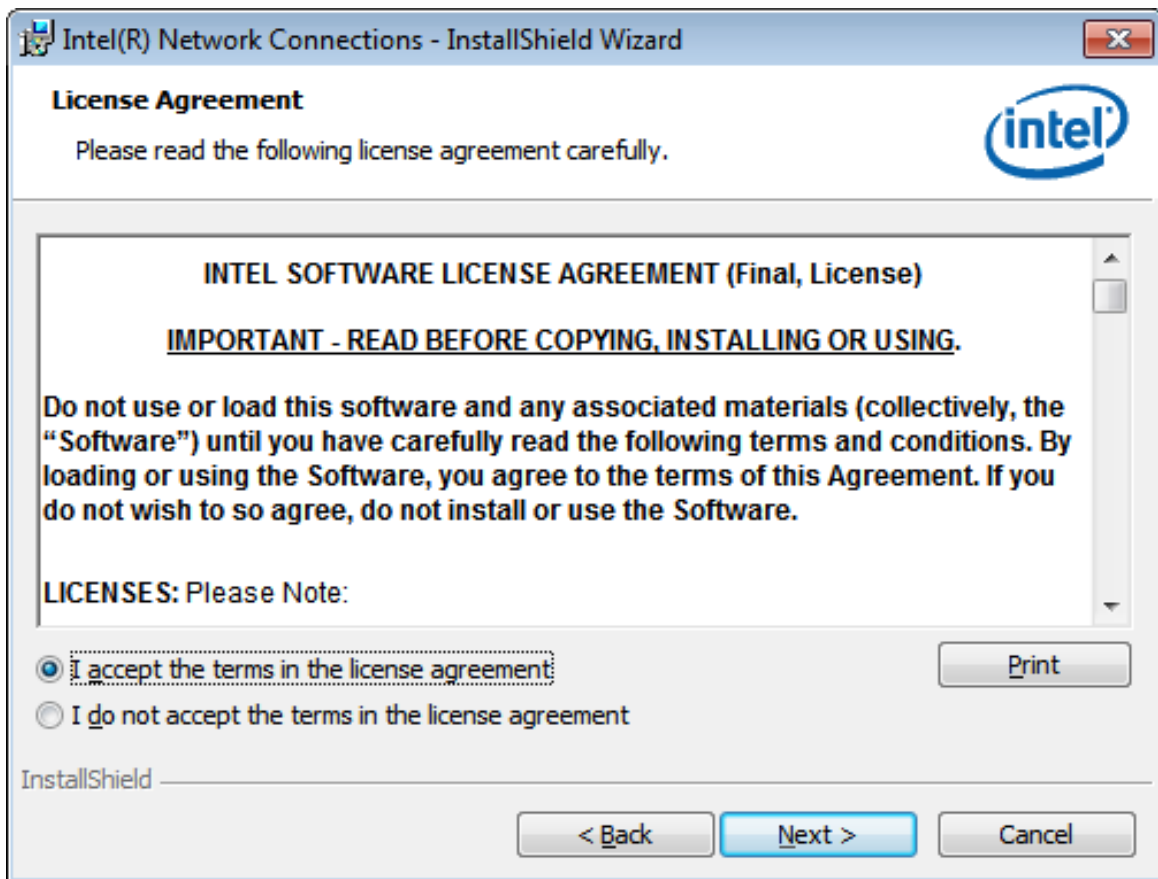 Intel(R) Network Connections - InstallShield Wizard
License Agreement
Please read the following license agreement carefully.
intel
INTEL SOFTWARE LICENSE AGREEMENT (Final, License)
IMPORTANT - READ BEFORE COPYING, INSTALLING OR USING.
Do not use or load this software and any associated materials (collectively, the
“Software”) until you have carefully read the following terms and conditions. By
loading or using the Software, you agree to the terms of this Agreement. If you
do not wish to so agree, do not install or use the Software.
LICENSES: Please Note:
I accept the terms in the license agreement
Print
I do not accept the terms in the license agreement
InstallShield
< Back
Next >
Cancel